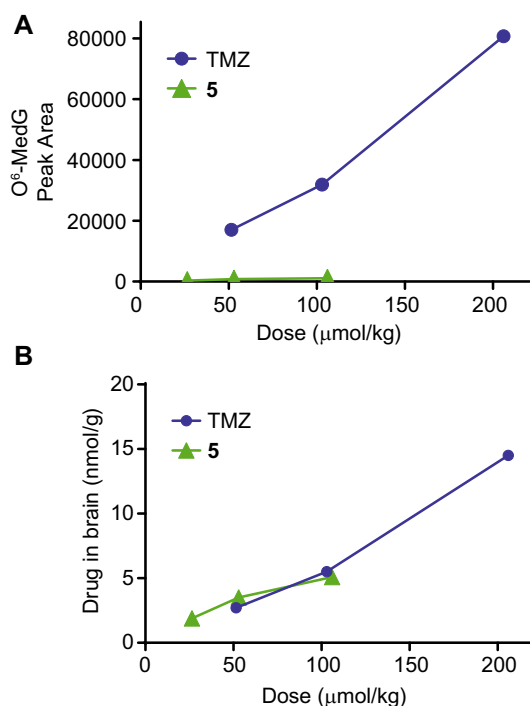 A
80000
60000
40000
20000
0
O⁶-MedG
Peak Area
TMZ
5
0
50
100
150
200
Dose (μmol/kg)
B
20
15
10
5
0
Drug in brain (nmol/g)
TMZ
5
0
50
100
150
200
Dose (μmol/kg)